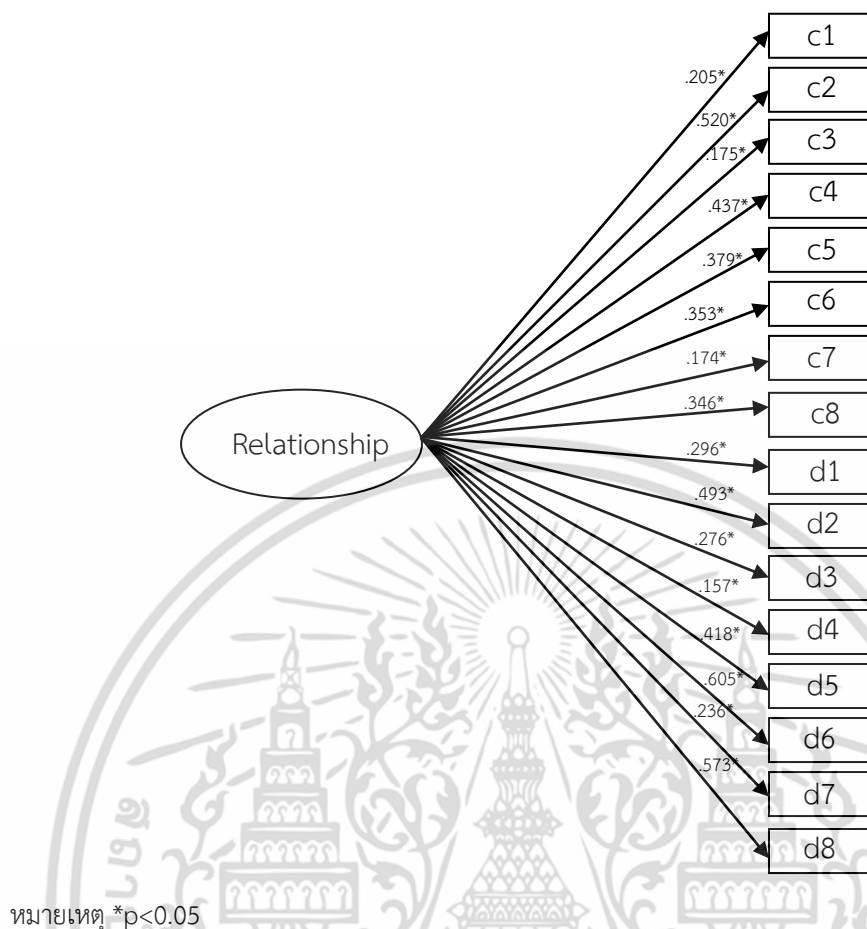 c1
.205*
c2
.520*
c3
.175*
c4
.437*
c5
.379*
c6
.353*
c7
.174*
c8
.346*
Relationship
d1
.296*
d2
.493*
d3
.276*
d4
.157*
d5
.418*
d6
.605*
d7
.236*
d8
.573*
หมายเหตุ *p<0.05